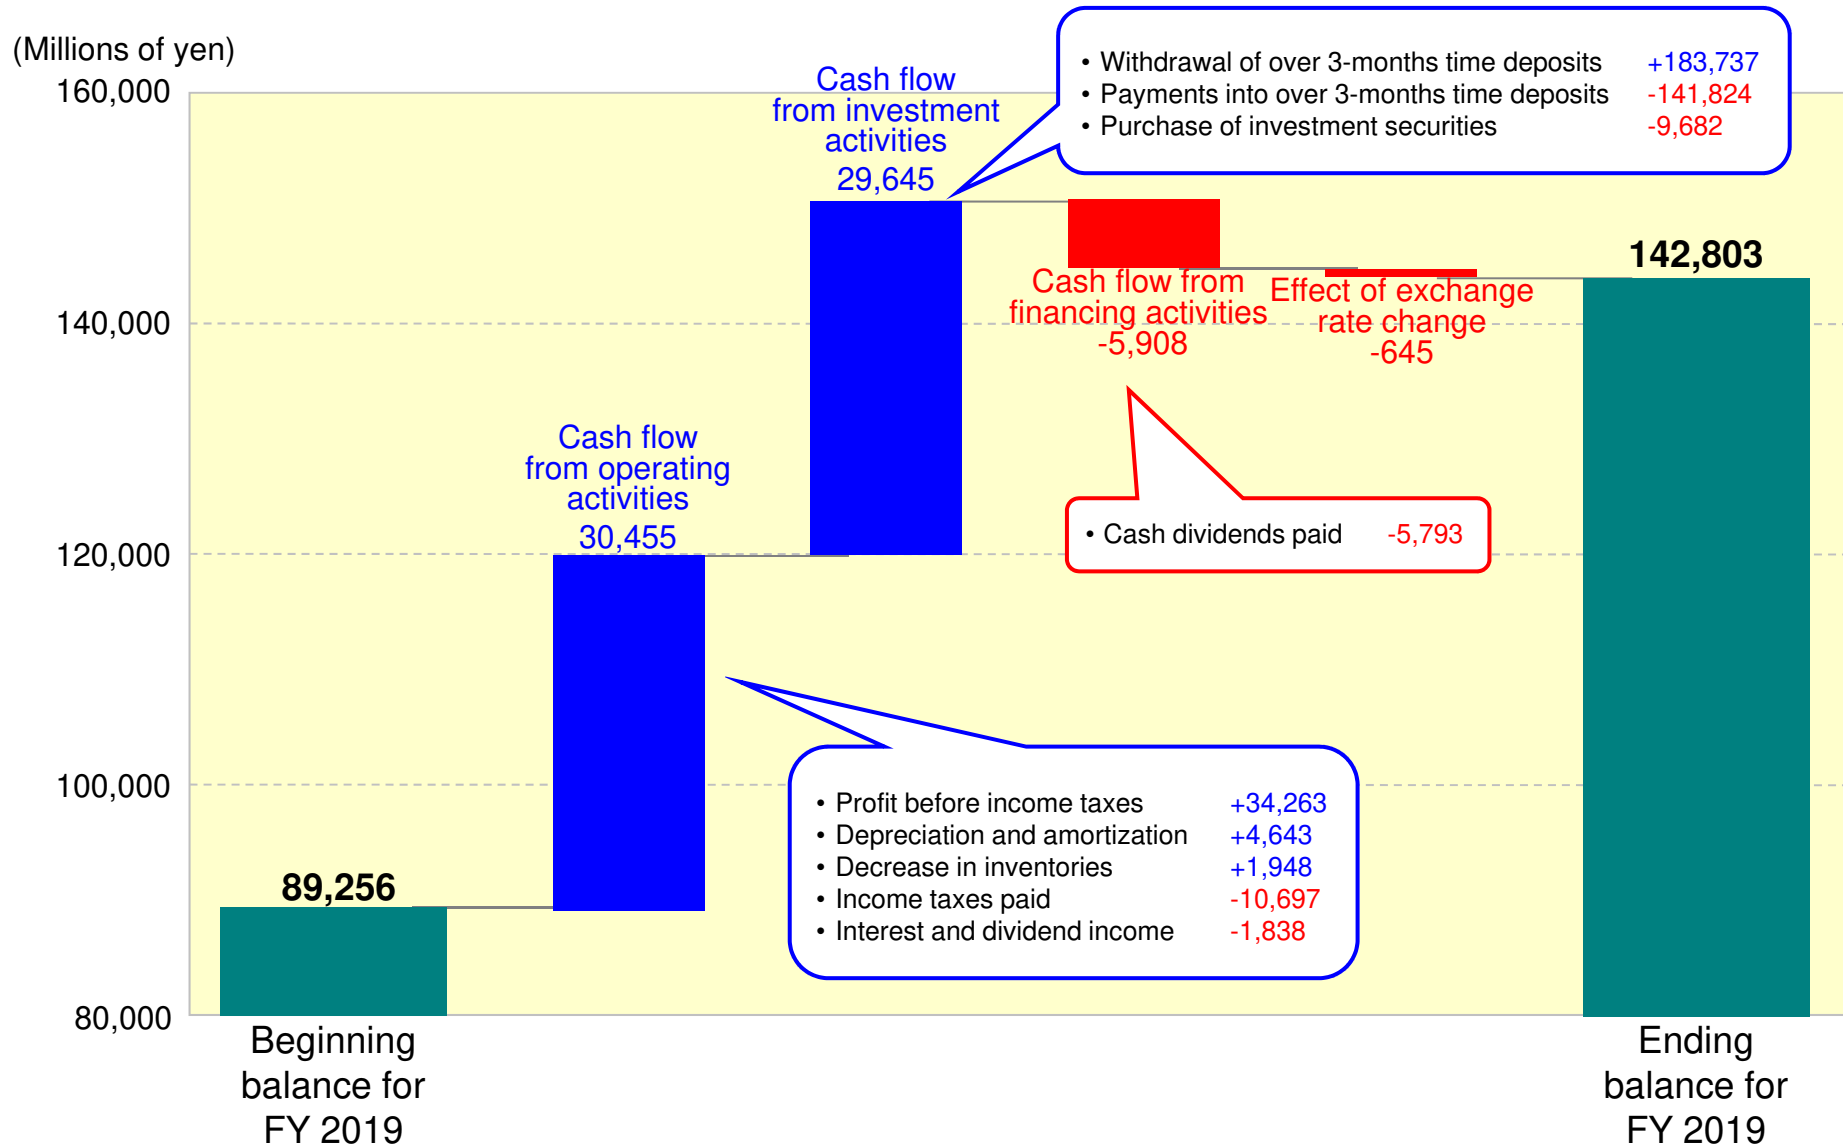 (Millions of yen)
160,000
140,000
120,000
100,000
80,000
Cash flow
from investment
activities
29,645
• Withdrawal of over 3-months time deposits +183,737
• Payments into over 3-months time deposits -141,824
• Purchase of investment securities -9,682
142,803
Cash flow from
financing activities
-5,908
Effect of exchange
rate change
-645
Cash flow
from operating
activities
30,455
• Cash dividends paid -5,793
• Profit before income taxes +34,263
• Depreciation and amortization +4,643
• Decrease in inventories +1,948
• Income taxes paid -10,697
• Interest and dividend income -1,838
89,256
Beginning
balance for
FY 2019
Ending
balance for
FY 2019